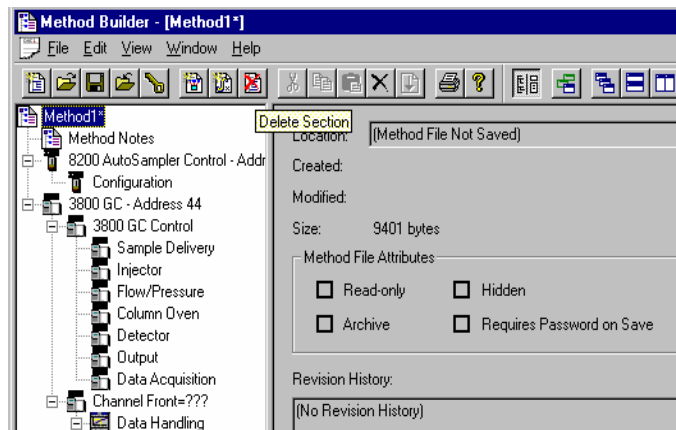 Method Builder - [Method1*]
File Edit View Window Help
Delete Section
Method1*
Method Notes
8200 AutoSampler Control - Addr
Configuration
3800 GC - Address 44
3800 GC Control
Sample Delivery
Injector
Flow/Pressure
Column Oven
Detector
Output
Data Acquisition
Channel Front=???
Data Handling
Location: (Method File Not Saved)
Created:
Modified:
Size: 9401 bytes
Method File Attributes
Read-only Hidden
Archive Requires Password on Save
Revision History:
(No Revision History)